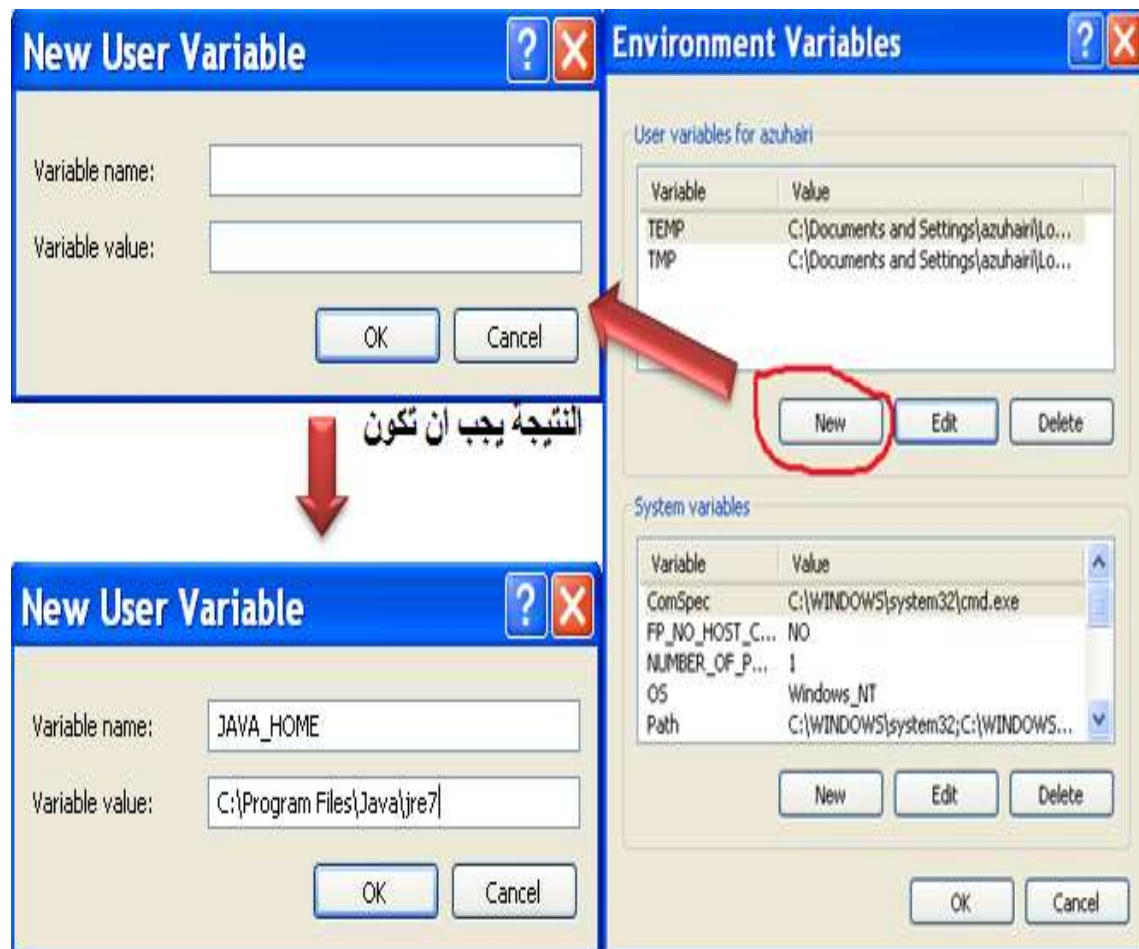 New User Variable
Variable name:
Variable value:
OK Cancel
Environment Variables
User variables for azuhairi
Variable Value
TEMP C:\Documents and Settings\azuhairi\Lo...
TMP C:\Documents and Settings\azuhairi\Lo...
New Edit Delete
System variables
Variable Value
ComSpec C:\WINDOWS\system32\cmd.exe
FP_NO_HOST_C... NO
NUMBER_OF_P... 1
OS Windows_NT
Path C:\WINDOWS\system32;C:\WINDOWS...
New Edit Delete
OK Cancel
النتيجة يجب ان تكون
New User Variable
Variable name: JAVA_HOME
Variable value: C:\Program Files\Java\jre7
OK Cancel